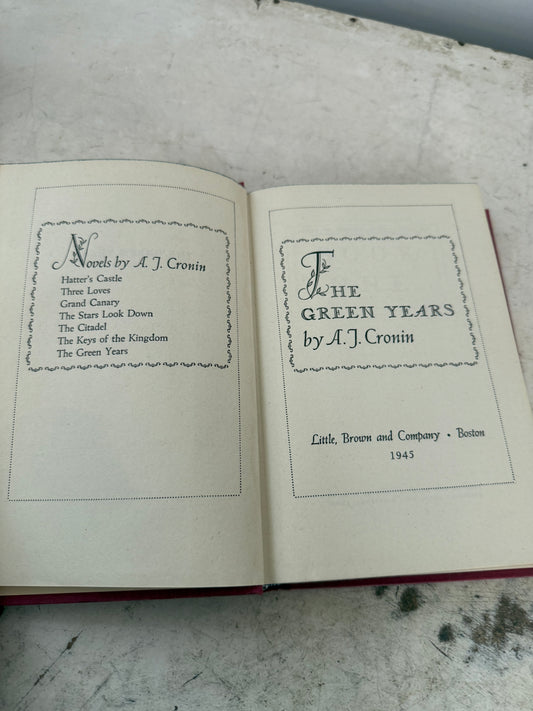 Novels by A. J. Cronin
Hatter's Castle
Three Loves
Grand Canary
The Stars Look Down
The Citadel
The Keys of the Kingdom
The Green Years
THE
GREEN YEARS
by A. J. Cronin
Little, Brown and Company • Boston
1945